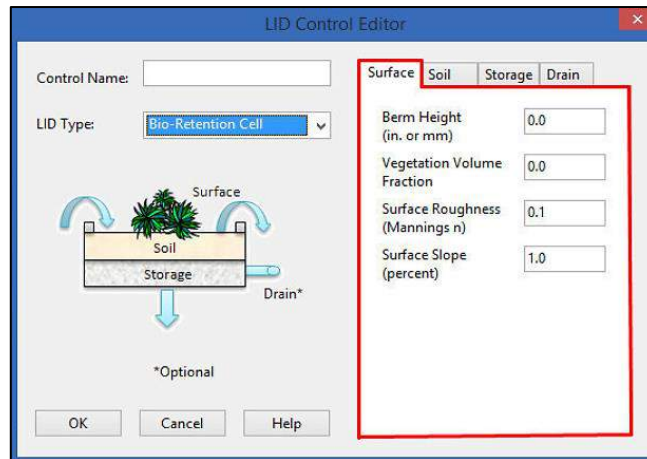 LID Control Editor
Control Name:
LID Type:
Bio-Retention Cell
Surface
Soil
Storage
Drain*
*Optional
OK
Cancel
Help
Surface
Soil
Storage
Drain
Berm Height
(in. or mm)
0.0
Vegetation Volume
Fraction
0.0
Surface Roughness
(Mannings n)
0.1
Surface Slope
(percent)
1.0